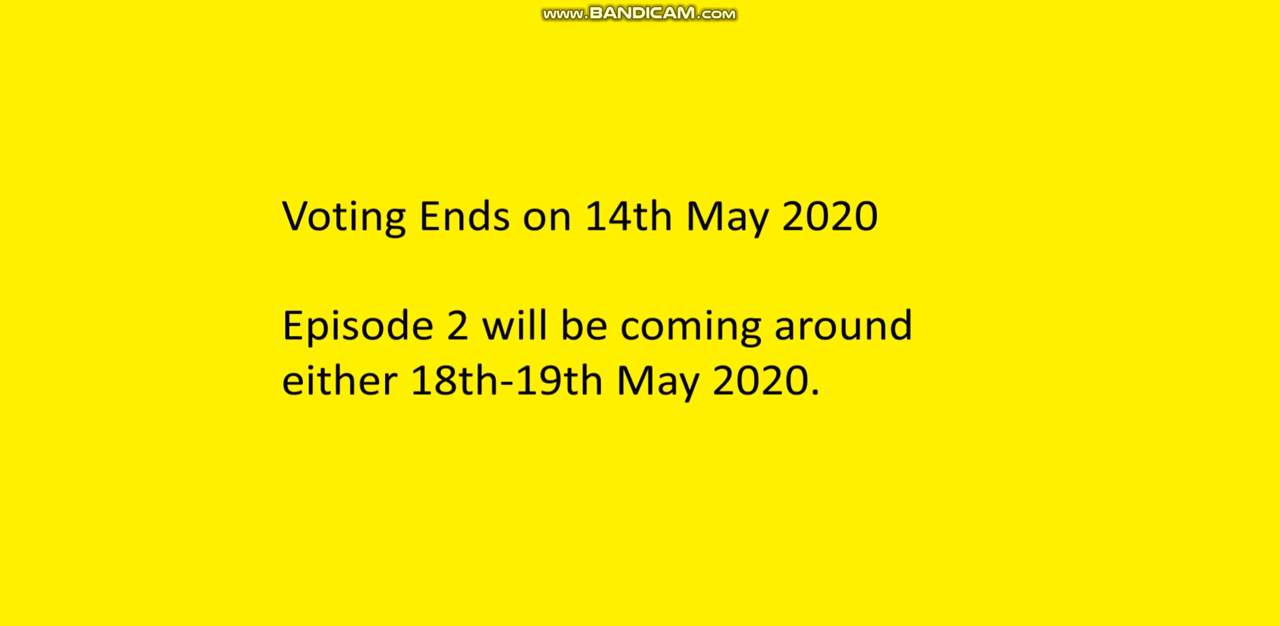 www.BANDICAM.com
Voting Ends on 14th May 2020
Episode 2 will be coming around
either 18th-19th May 2020.